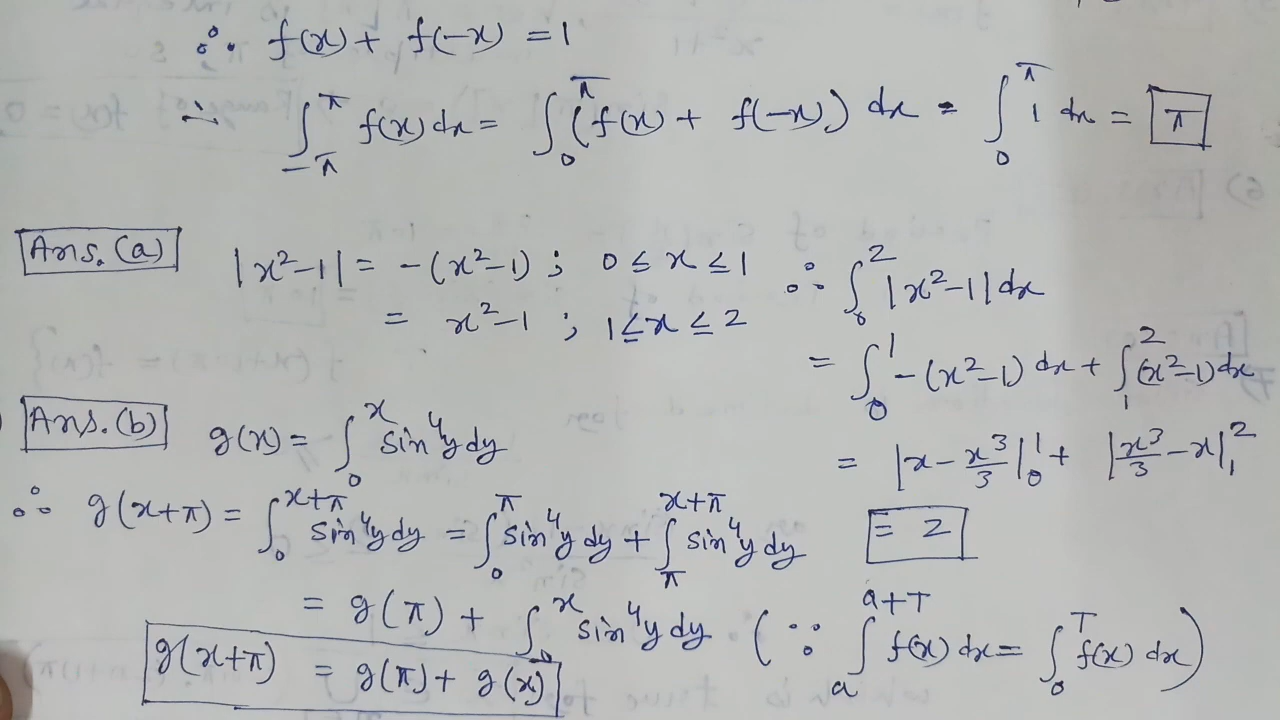 ∴ f(x) + f(-x) = 1
∴ ∫_{-π}^{π} f(x) dx = ∫_0^π (f(x) + f(-x)) dx = ∫_0^π 1 dx = π
Ans. (a) |x²-1| = -(x²-1) ; 0 ≤ x ≤ 1
= x²-1 ; 1 ≤ x ≤ 2
∴ ∫_0^2 |x²-1| dx
= ∫_0^1 -(x²-1) dx + ∫_1^2 (x²-1) dx
= |x - x³/3|_0^1 + |x³/3 - x|_1^2
= 2
Ans. (b) g(x) = ∫_0^x sin⁴y dy
∴ g(x+π) = ∫_0^{x+π} sin⁴y dy = ∫_0^π sin⁴y dy + ∫_π^{x+π} sin⁴y dy
= g(π) + ∫_0^x sin⁴y dy (∵ ∫_a^{a+T} f(x) dx = ∫_0^T f(x) dx)
g(x+π) = g(π) + g(x)